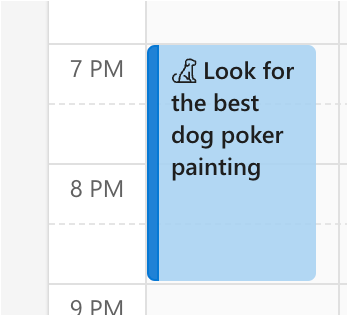 7 PM
Look for
the best
dog poker
painting
8 PM
9 PM